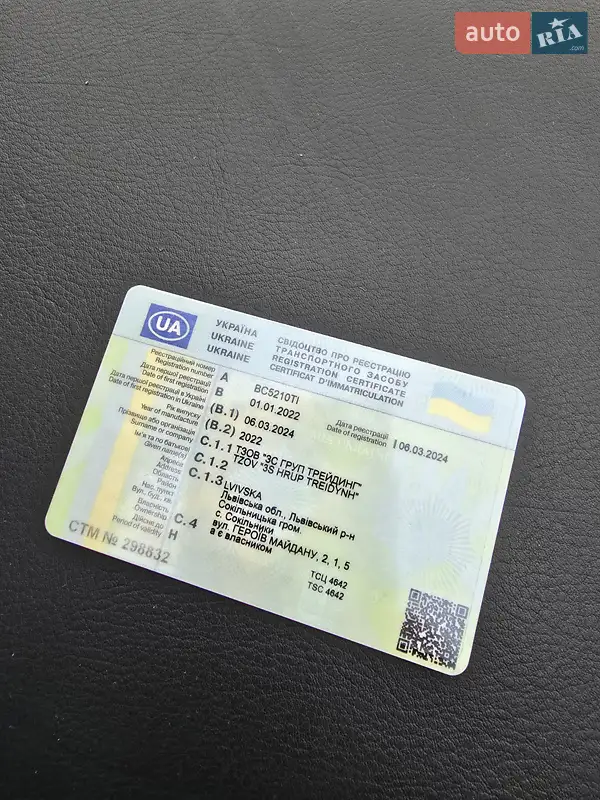 auto RIA .com
UA
УКРАЇНА
UKRAINE
UKRAINE
СВІДОЦТВО ПРО РЕЄСТРАЦІЮ
ТРАНСПОРТНОГО ЗАСОБУ
REGISTRATION CERTIFICATE
CERTIFICAT D'IMMATRICULATION
Реєстраційний номер
Registration number
A
BC5210TI
Дата першої реєстрації
Date of first registration
B
01.01.2022
Дата першої реєстрації в Україні
Date of first registration in Ukraine
(B.1) 06.03.2024
Дата реєстрації
Date of registration
I 06.03.2024
Рік випуску
Year of manufacture
(B.2) 2022
Прізвище або організація
Surname or company
C.1.1 ТЗОВ "ЗС ГРУП ТРЕЙДИНГ"
TZOV "3S HRUP TREIDYNH"
Ім'я та по батькові
Given name(s)
C.1.2
Адреса
Address
C.1.3 LVIVSKA
Область
Район
Львівська обл., Львівський р-н
Сокільницька гром.
Нас. пункт
с. Сокільники
Вул., буд., кв.
вул. ГЕРОЇВ МАЙДАНУ, 2, 1, 5
Власність
Ownership
C.4
а є власником
Дійсне до
Period of validity
H
СТМ № 298832
ТСЦ 4642
TSC 4642